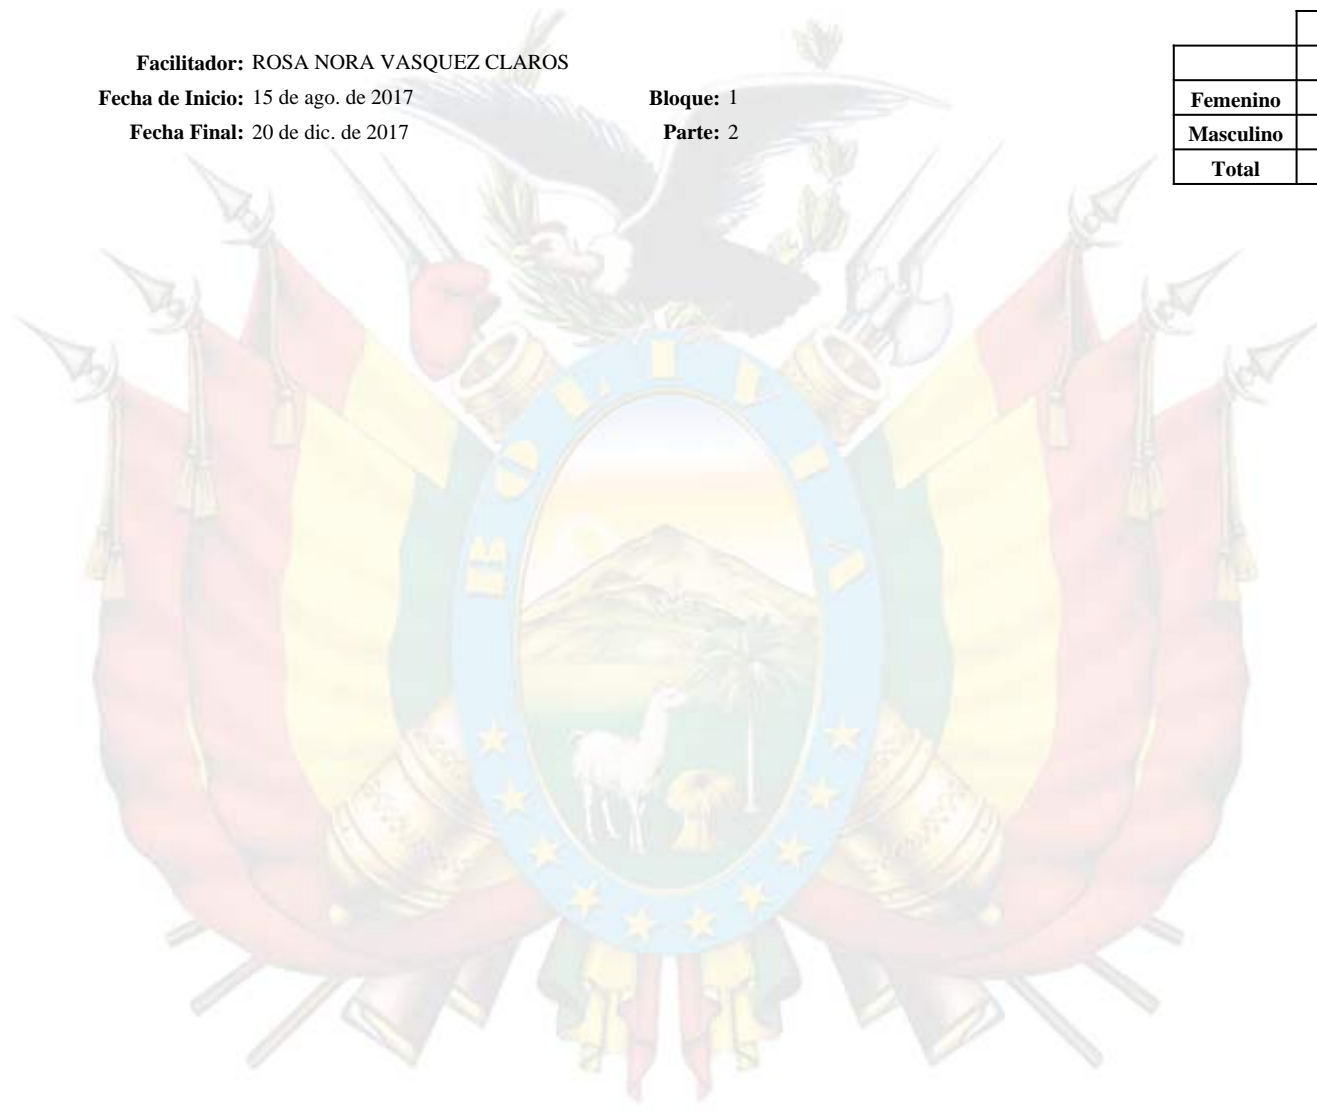 Facilitador: ROSA NORA VASQUEZ CLAROS
Fecha de Inicio: 15 de ago. de 2017 Bloque: 1
Fecha Final: 20 de dic. de 2017 Parte: 2
Femenino
Masculino
Total
BOLIVIA